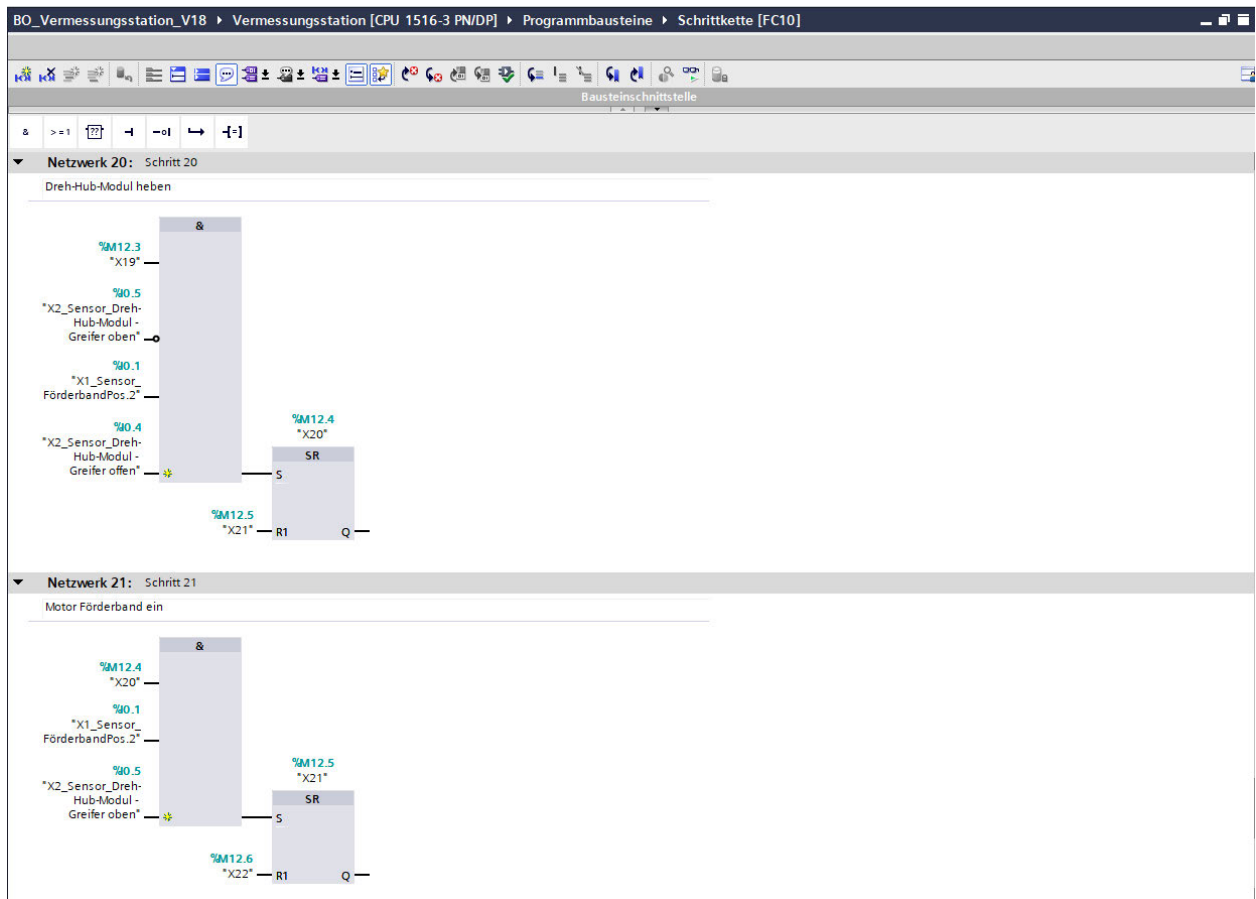 BO_Vermessungsstation_V18 ▸ Vermessungsstation [CPU 1516-3 PN/DP] ▸ Programmbausteine ▸ Schrittkette [FC10]
Bausteinschnittstelle
& >=1 ?? -[=]
Netzwerk 20: Schritt 20
Dreh-Hub-Modul heben
&
%M12.3
"X19"
%I0.5
"X2_Sensor_Dreh-
Hub-Modul -
Greifer oben"
%I0.1
"X1_Sensor_
FörderbandPos.2"
%I0.4
"X2_Sensor_Dreh-
Hub-Modul -
Greifer offen"
%M12.4
"X20"
SR
S
%M12.5
"X21"
R1 Q
Netzwerk 21: Schritt 21
Motor Förderband ein
&
%M12.4
"X20"
%I0.1
"X1_Sensor_
FörderbandPos.2"
%I0.5
"X2_Sensor_Dreh-
Hub-Modul -
Greifer oben"
%M12.5
"X21"
SR
S
%M12.6
"X22"
R1 Q